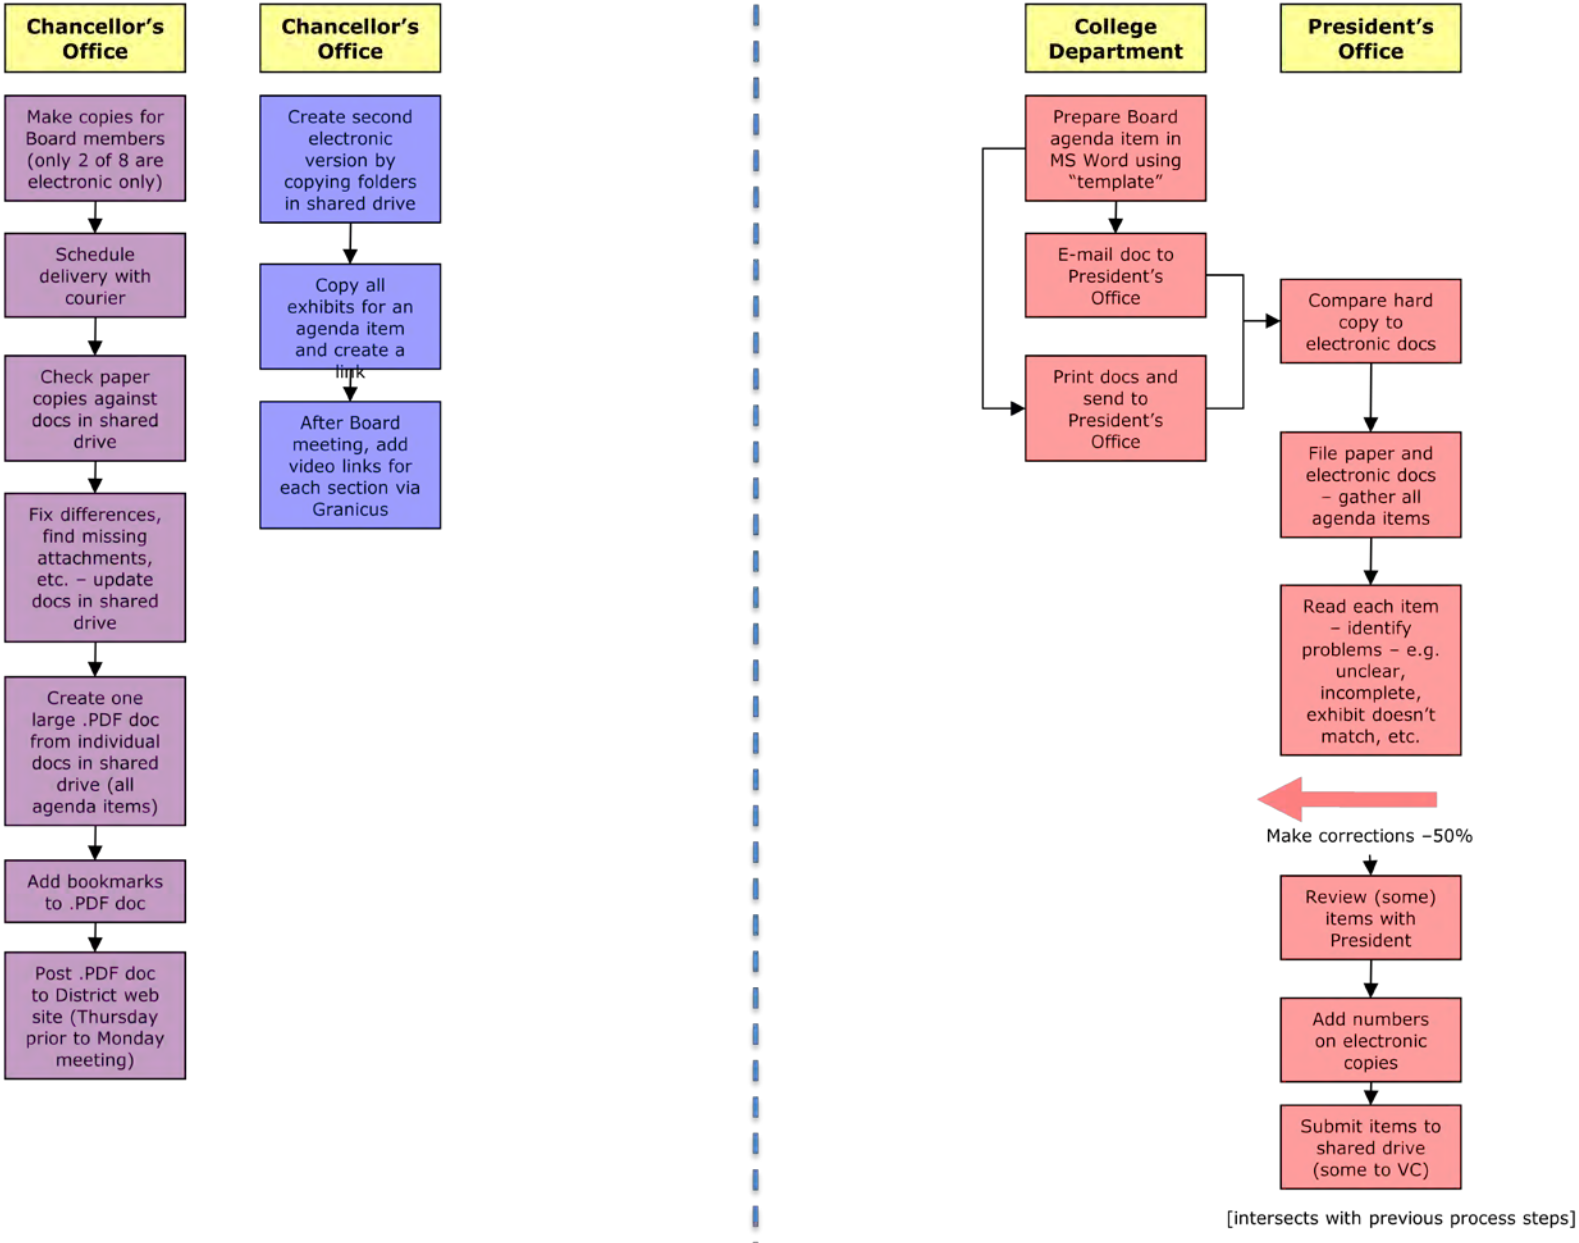 Chancellor's
Office
Make copies for
Board members
(only 2 of 8 are
electronic only)
Schedule
delivery with
courier
Check paper
copies against
docs in shared
drive
Fix differences,
find missing
attachments,
etc. – update
docs in shared
drive
Create one
large .PDF doc
from individual
docs in shared
drive (all
agenda items)
Add bookmarks
to .PDF doc
Post .PDF doc
to District web
site (Thursday
prior to Monday
meeting)
Chancellor's
Office
Create second
electronic
version by
copying folders
in shared drive
Copy all
exhibits for an
agenda item
and create a
link
After Board
meeting, add
video links for
each section via
Granicus
College
Department
Prepare Board
agenda item in
MS Word using
“template”
E-mail doc to
President's
Office
Print docs and
send to
President's
Office
President's
Office
Compare hard
copy to
electronic docs
File paper and
electronic docs
– gather all
agenda items
Read each item
– identify
problems – e.g.
unclear,
incomplete,
exhibit doesn't
match, etc.
Make corrections –50%
Review (some)
items with
President
Add numbers
on electronic
copies
Submit items to
shared drive
(some to VC)
[intersects with previous process steps]